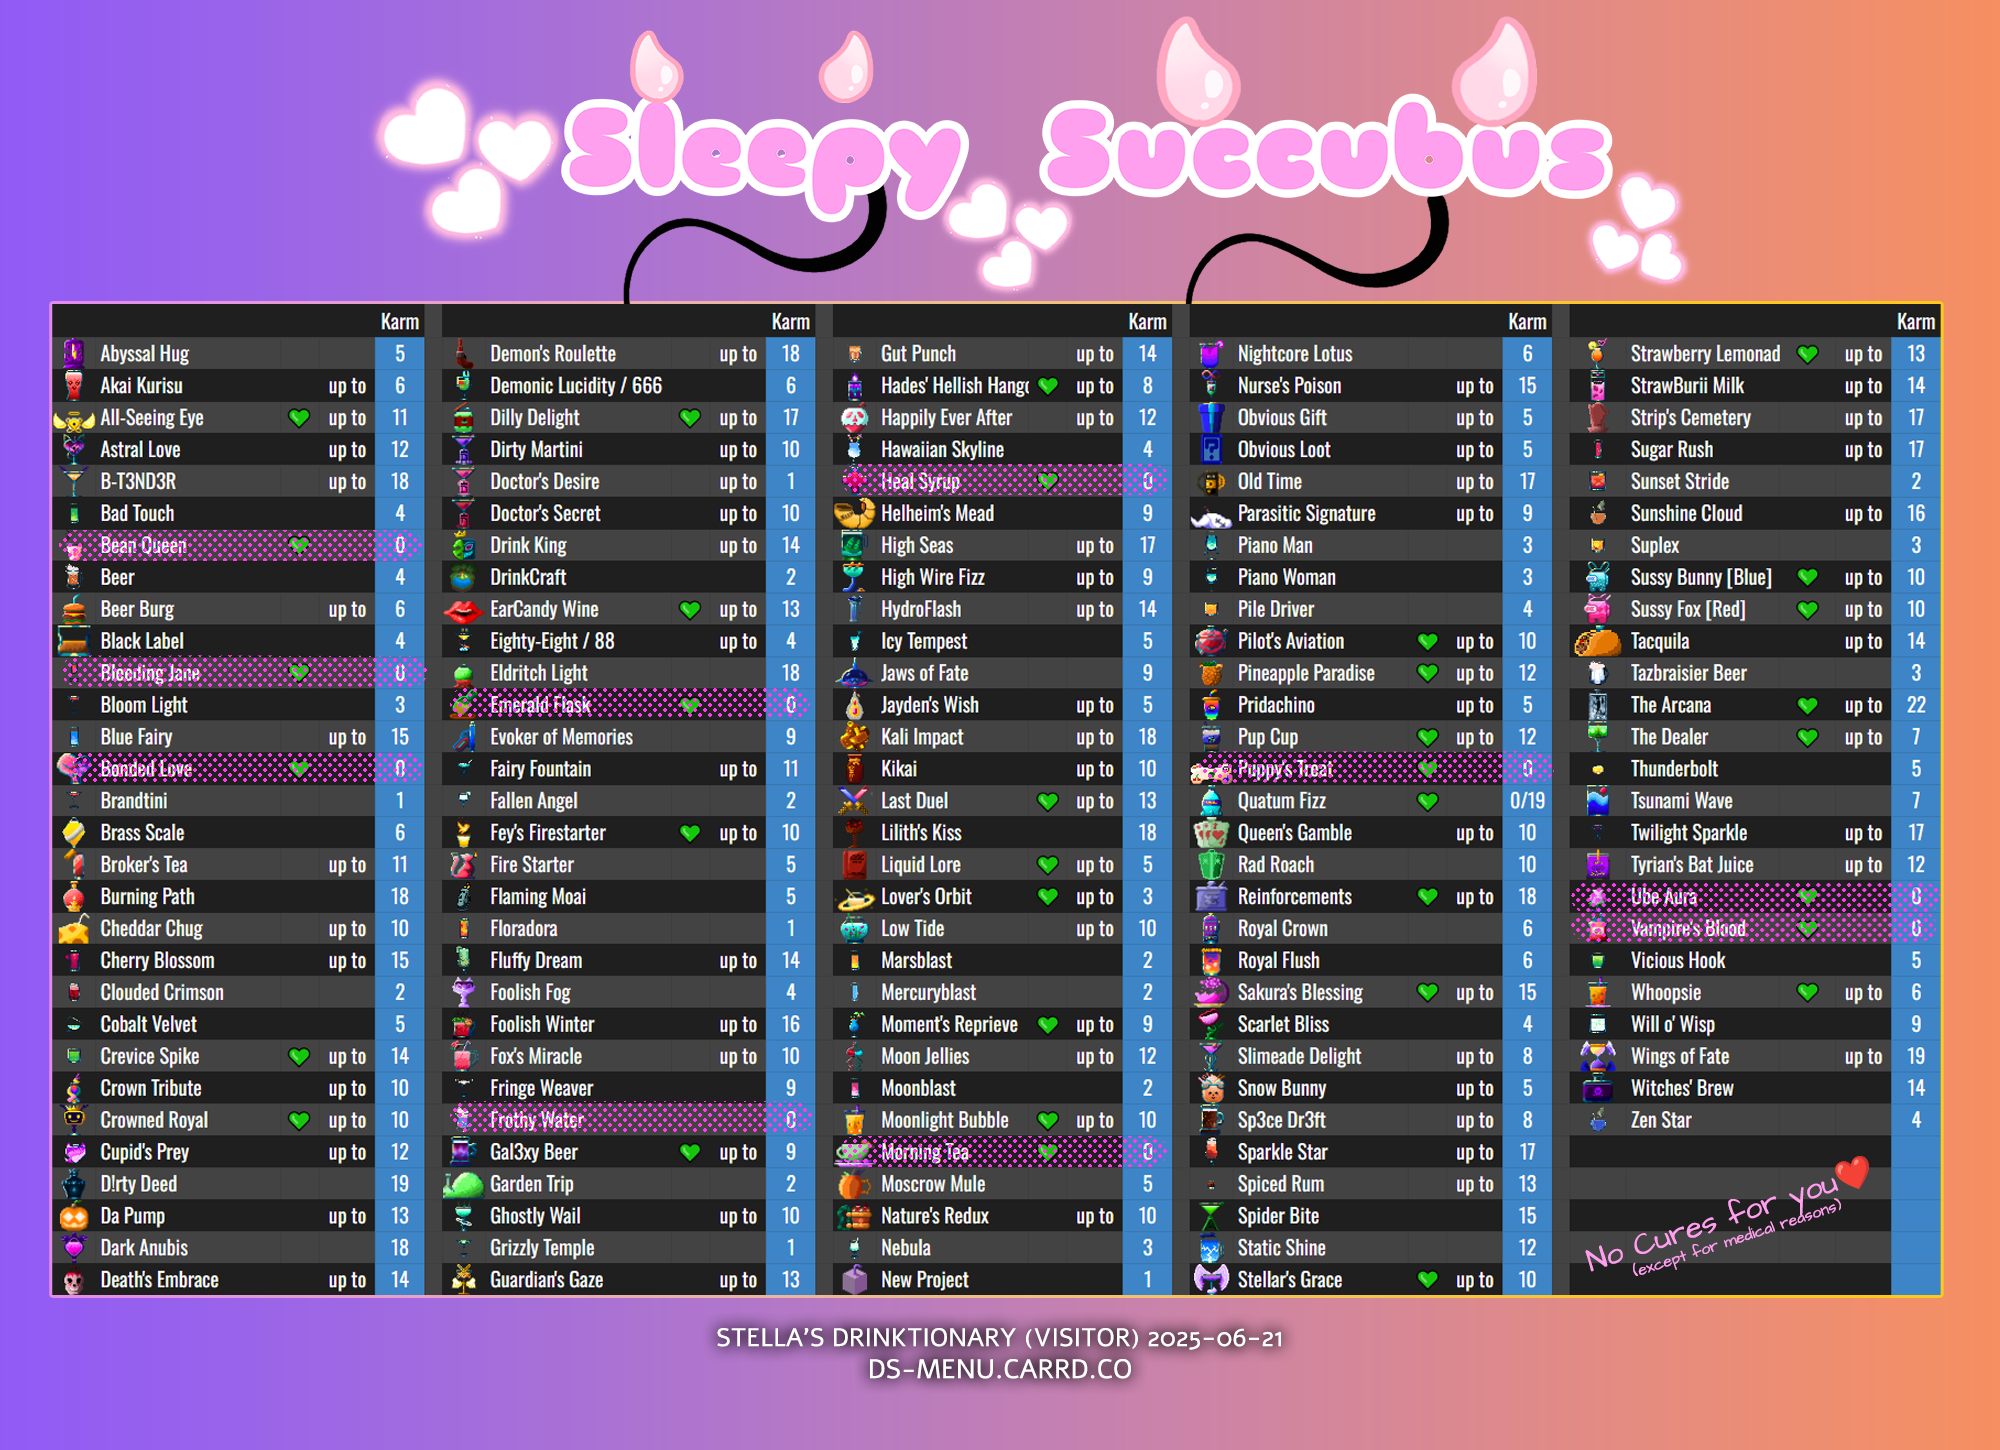 Sleepy Succubus
Karm
Abyssal Hug 5
Akai Kurisu up to 6
All-Seeing Eye up to 11
Astral Love up to 12
B-T3ND3R up to 18
Bad Touch 4
Bean Queen 0
Beer 4
Beer Burg up to 6
Black Label 4
Bleeding Jane 0
Bloom Light 3
Blue Fairy up to 15
Bonded Love 0
Brandtini 1
Brass Scale 6
Broker's Tea up to 11
Burning Path 18
Cheddar Chug up to 10
Cherry Blossom up to 15
Clouded Crimson 2
Cobalt Velvet 5
Crevice Spike up to 14
Crown Tribute up to 10
Crowned Royal up to 10
Cupid's Prey up to 12
D!rty Deed 19
Da Pump up to 13
Dark Anubis 18
Death's Embrace up to 14
Karm
Demon's Roulette up to 18
Demonic Lucidity / 666 6
Dilly Delight up to 17
Dirty Martini up to 10
Doctor's Desire up to 1
Doctor's Secret up to 10
Drink King up to 14
DrinkCraft 2
EarCandy Wine up to 13
Eighty-Eight / 88 up to 4
Eldritch Light 18
Emerald Flask 0
Evoker of Memories 9
Fairy Fountain up to 11
Fallen Angel 2
Fey's Firestarter up to 10
Fire Starter 5
Flaming Moai 5
Floradora 1
Fluffy Dream up to 14
Foolish Fog 4
Foolish Winter up to 16
Fox's Miracle up to 10
Fringe Weaver 9
Frothy Water 0
Gal3xy Beer up to 9
Garden Trip 2
Ghostly Wail up to 10
Grizzly Temple 1
Guardian's Gaze up to 13
Karm
Gut Punch up to 14
Hades' Hellish Hango up to 8
Happily Ever After up to 12
Hawaiian Skyline 4
Heal Syrup 0
Helheim's Mead 9
High Seas up to 17
High Wire Fizz up to 9
HydroFlash up to 14
Icy Tempest 5
Jaws of Fate 9
Jayden's Wish up to 5
Kali Impact up to 18
Kikai up to 10
Last Duel up to 13
Lilith's Kiss 18
Liquid Lore up to 5
Lover's Orbit up to 3
Low Tide up to 10
Marsblast 2
Mercuryblast 2
Moment's Reprieve up to 9
Moon Jellies up to 12
Moonblast 2
Moonlight Bubble up to 10
Morning Tea 0
Moscrow Mule 5
Nature's Redux up to 10
Nebula 3
New Project 1
Karm
Nightcore Lotus 6
Nurse's Poison up to 15
Obvious Gift up to 5
Obvious Loot up to 5
Old Time up to 17
Parasitic Signature up to 9
Piano Man 3
Piano Woman 3
Pile Driver 4
Pilot's Aviation up to 10
Pineapple Paradise up to 12
Pridachino up to 5
Pup Cup up to 12
Puppy's Treat 0
Quatum Fizz 0/19
Queen's Gamble up to 10
Rad Roach 10
Reinforcements up to 18
Royal Crown 6
Royal Flush 6
Sakura's Blessing up to 15
Scarlet Bliss 4
Slimeade Delight up to 8
Snow Bunny up to 5
Sp3ce Dr3ft up to 8
Sparkle Star up to 17
Spiced Rum up to 13
Spider Bite 15
Static Shine 12
Stellar's Grace up to 10
Karm
Strawberry Lemonad up to 13
StrawBurii Milk up to 14
Strip's Cemetery up to 17
Sugar Rush up to 17
Sunset Stride 2
Sunshine Cloud up to 16
Suplex 3
Sussy Bunny [Blue] up to 10
Sussy Fox [Red] up to 10
Tacquila up to 14
Tazbraisier Beer 3
The Arcana up to 22
The Dealer up to 7
Thunderbolt 5
Tsunami Wave 7
Twilight Sparkle up to 17
Tyrian's Bat Juice up to 12
Ube Aura 0
Vampire's Blood 0
Vicious Hook 5
Whoopsie up to 6
Will o' Wisp 9
Wings of Fate up to 19
Witches' Brew 14
Zen Star 4
No Cures for you
(except for medical reasons)
STELLA'S DRINKTIONARY (VISITOR) 2025-06-21
DS-MENU.CARRD.CO